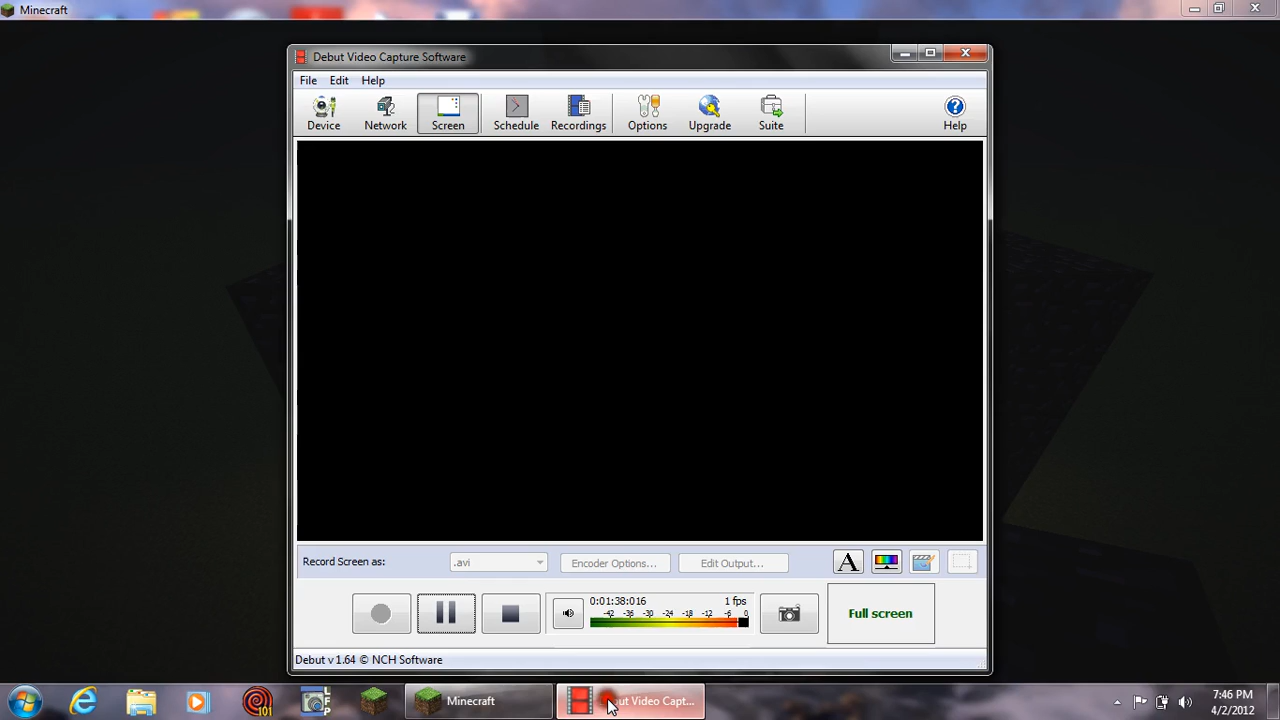 Minecraft
Debut Video Capture Software
File Edit Help
Device Network Screen Schedule Recordings Options Upgrade Suite Help
Record Screen as: .avi Encoder Options... Edit Output...
0:01:38:016 1 fps
-42 -36 -30 -24 -18 -12 -6 0
Full screen
Debut v 1.64 © NCH Software
101 Minecraft ut Video Capt... 7:46 PM
4/2/2012